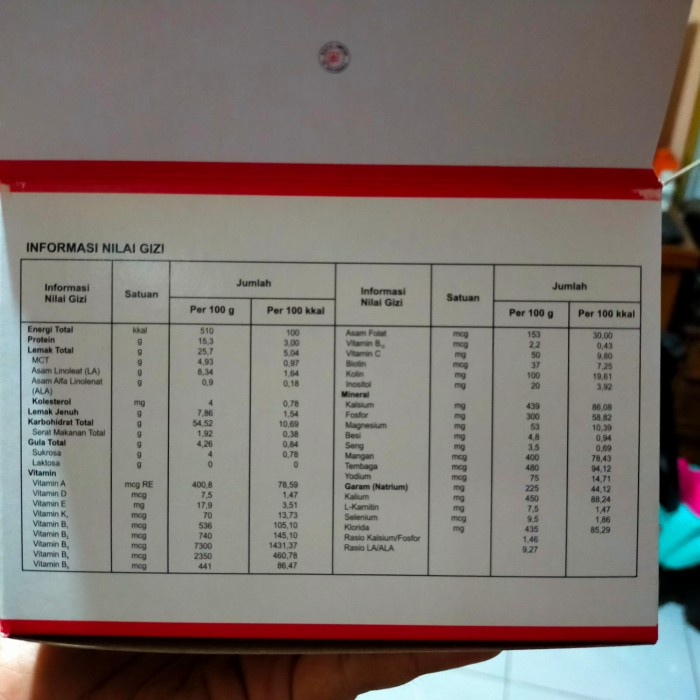 INFORMASI NILAI GIZI
Informasi Nilai Gizi Satuan Jumlah
Per 100 g Per 100 kkal
Energi Total kkal 510 100
Protein g 15,3 3,00
Lemak Total g 25,7 5,04
MCT g 4,93 0,97
Asam Linoleat (LA) g 8,34 1,64
Asam Alfa Linolenat g 0,9 0,18
(ALA)
Kolesterol mg 4 0,78
Lemak Jenuh g 7,86 1,54
Karbohidrat Total g 54,52 10,69
Serat Makanan Total g 1,92 0,38
Gula Total g 4,26 0,84
Sukrosa g 4 0,78
Laktosa g 0 0
Vitamin
Vitamin A mcg RE 400,8 78,59
Vitamin D mcg 7,5 1,47
Vitamin E mg 17,9 3,51
Vitamin K mcg 70 13,73
Vitamin B mcg 536 105,10
Vitamin B mcg 740 145,10
Vitamin B mcg 7300 1431,37
Vitamin B mcg 2350 460,78
Vitamin B mcg 441 86,47
Informasi Nilai Gizi Satuan Jumlah
Per 100 g Per 100 kkal
Asam Folat mcg 153 30,00
Vitamin B mcg 2,2 0,43
Vitamin C mg 50 9,80
Biotin mcg 37 7,25
Kolin mg 100 19,61
Inositol mg 20 3,92
Mineral
Kalsium mg 439 86,08
Fosfor mg 300 58,82
Magnesium mg 53 10,39
Besi mg 4,8 0,94
Seng mg 3,5 0,69
Mangan mcg 400 78,43
Tembaga mcg 480 94,12
Yodium mcg 75 14,71
Garam (Natrium) mg 225 44,12
Kalium mg 450 88,24
L-Karnitin mg 7,5 1,47
Selenium mcg 9,5 1,86
Klorida mg 435 85,29
Rasio Kalsium/Fosfor 1,46
Rasio LA/ALA 9,27